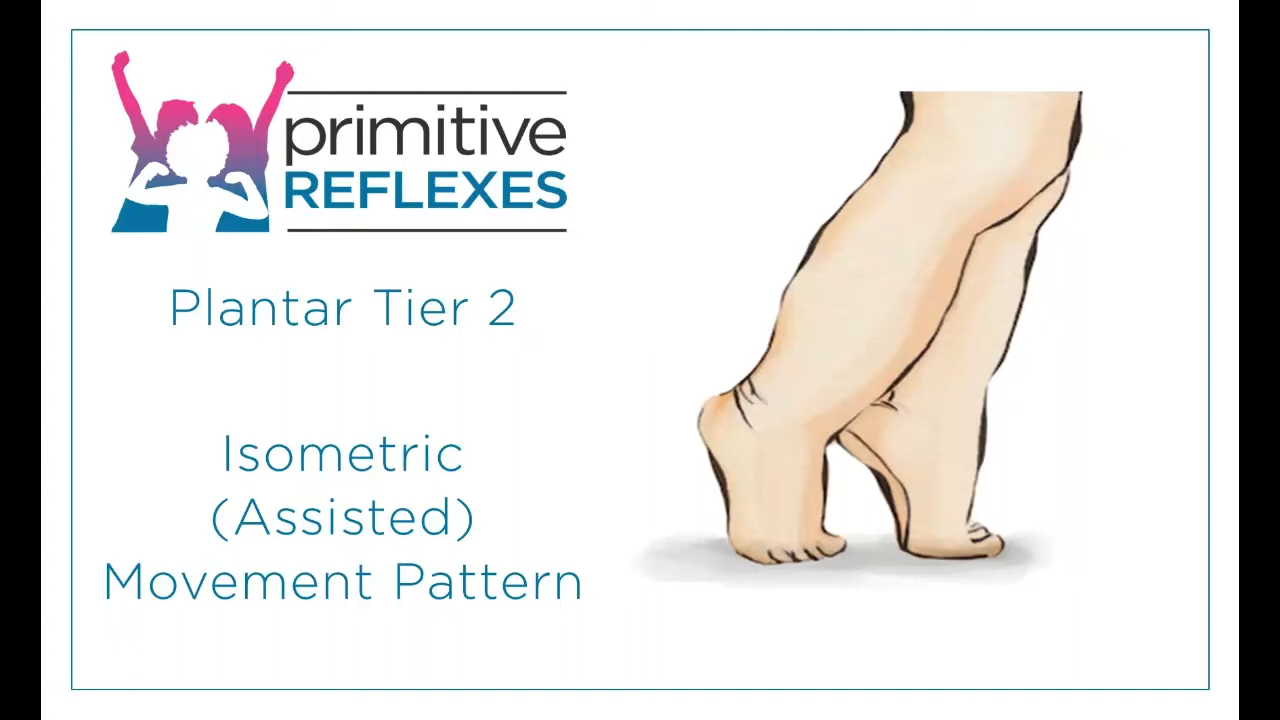 primitive
REFLEXES
Plantar Tier 2
Isometric
(Assisted)
Movement Pattern